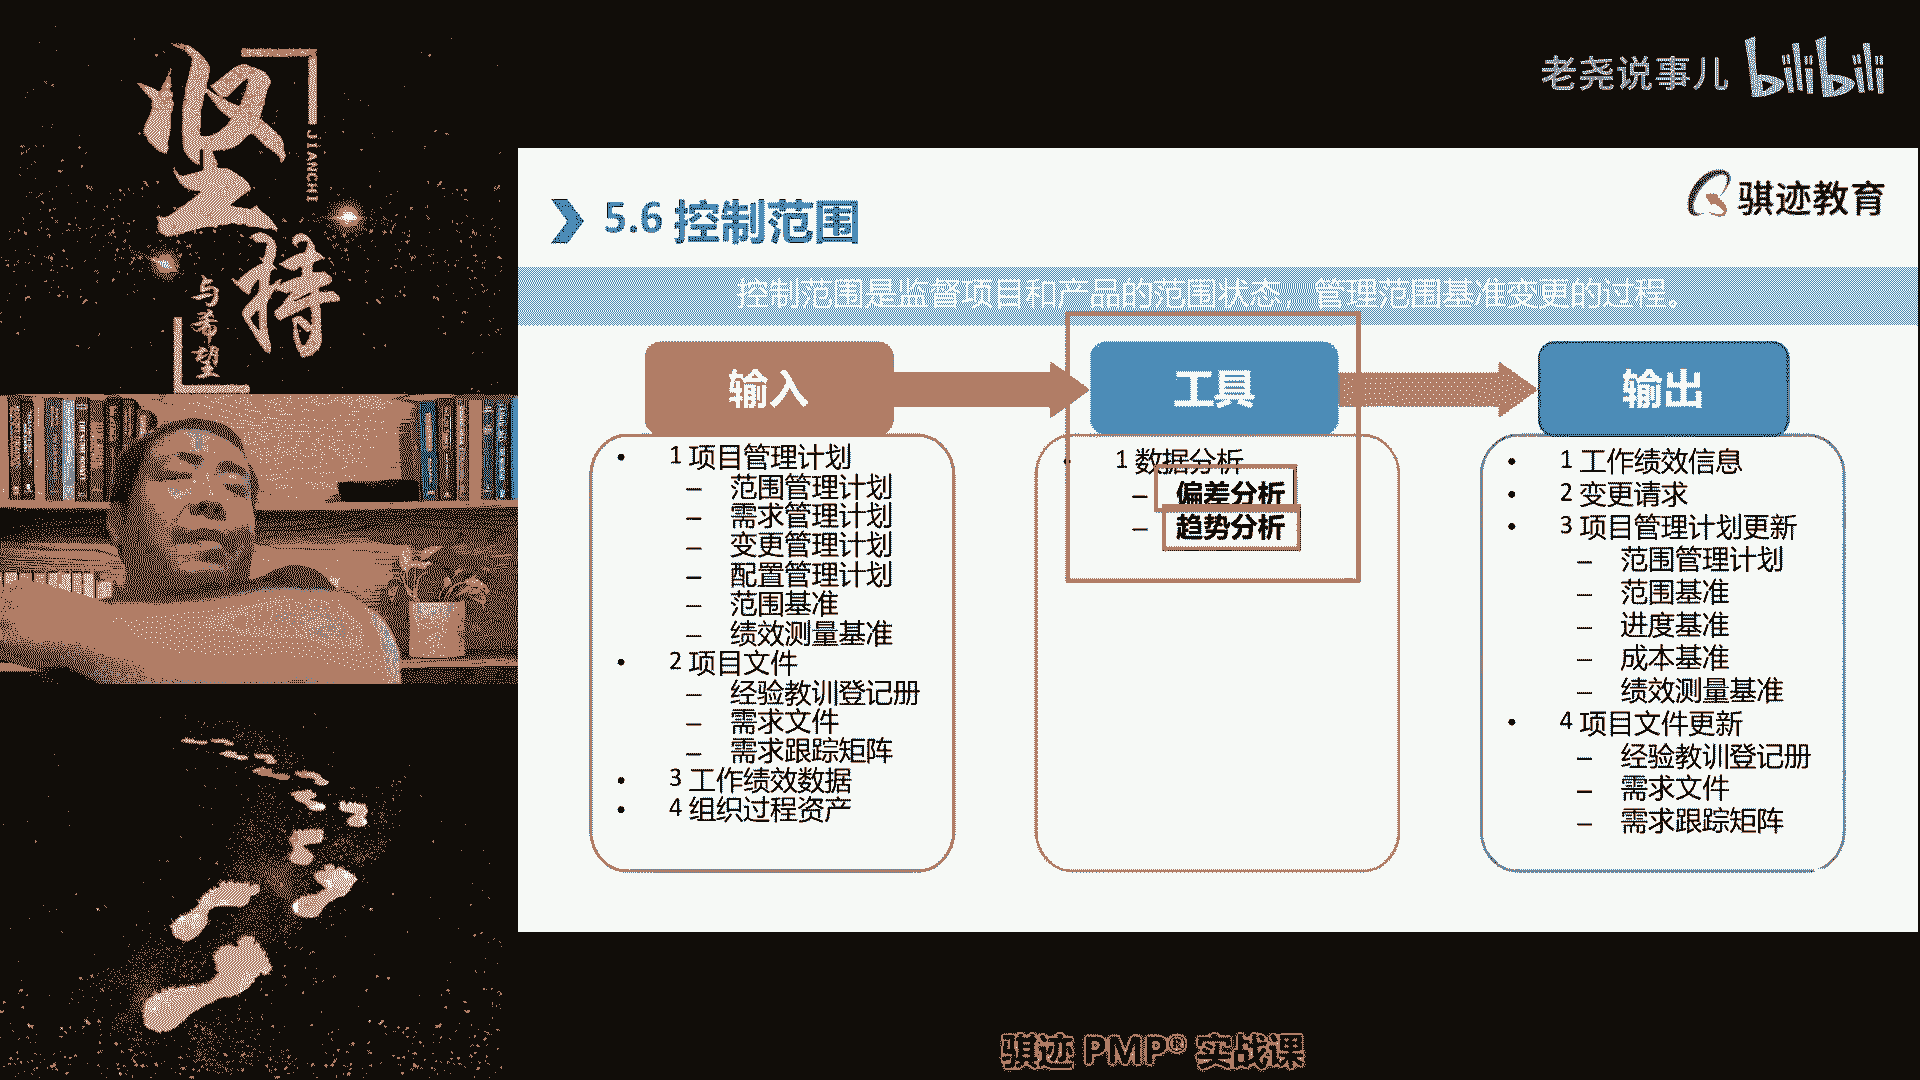 坚持
JIANCHI
与希望
老尧说事儿 bilibili
骐迹教育
5.6 控制范围
控制范围是监督项目和产品的范围状态，管理范围基准变更的过程。
输入
• 1 项目管理计划
– 范围管理计划
– 需求管理计划
– 变更管理计划
– 配置管理计划
– 范围基准
– 绩效测量基准
• 2 项目文件
– 经验教训登记册
– 需求文件
– 需求跟踪矩阵
• 3 工作绩效数据
• 4 组织过程资产
工具
• 1 数据分析
– 偏差分析
– 趋势分析
输出
• 1 工作绩效信息
• 2 变更请求
• 3 项目管理计划更新
– 范围管理计划
– 范围基准
– 进度基准
– 成本基准
– 绩效测量基准
• 4 项目文件更新
– 经验教训登记册
– 需求文件
– 需求跟踪矩阵
骐迹 PMP® 实战课